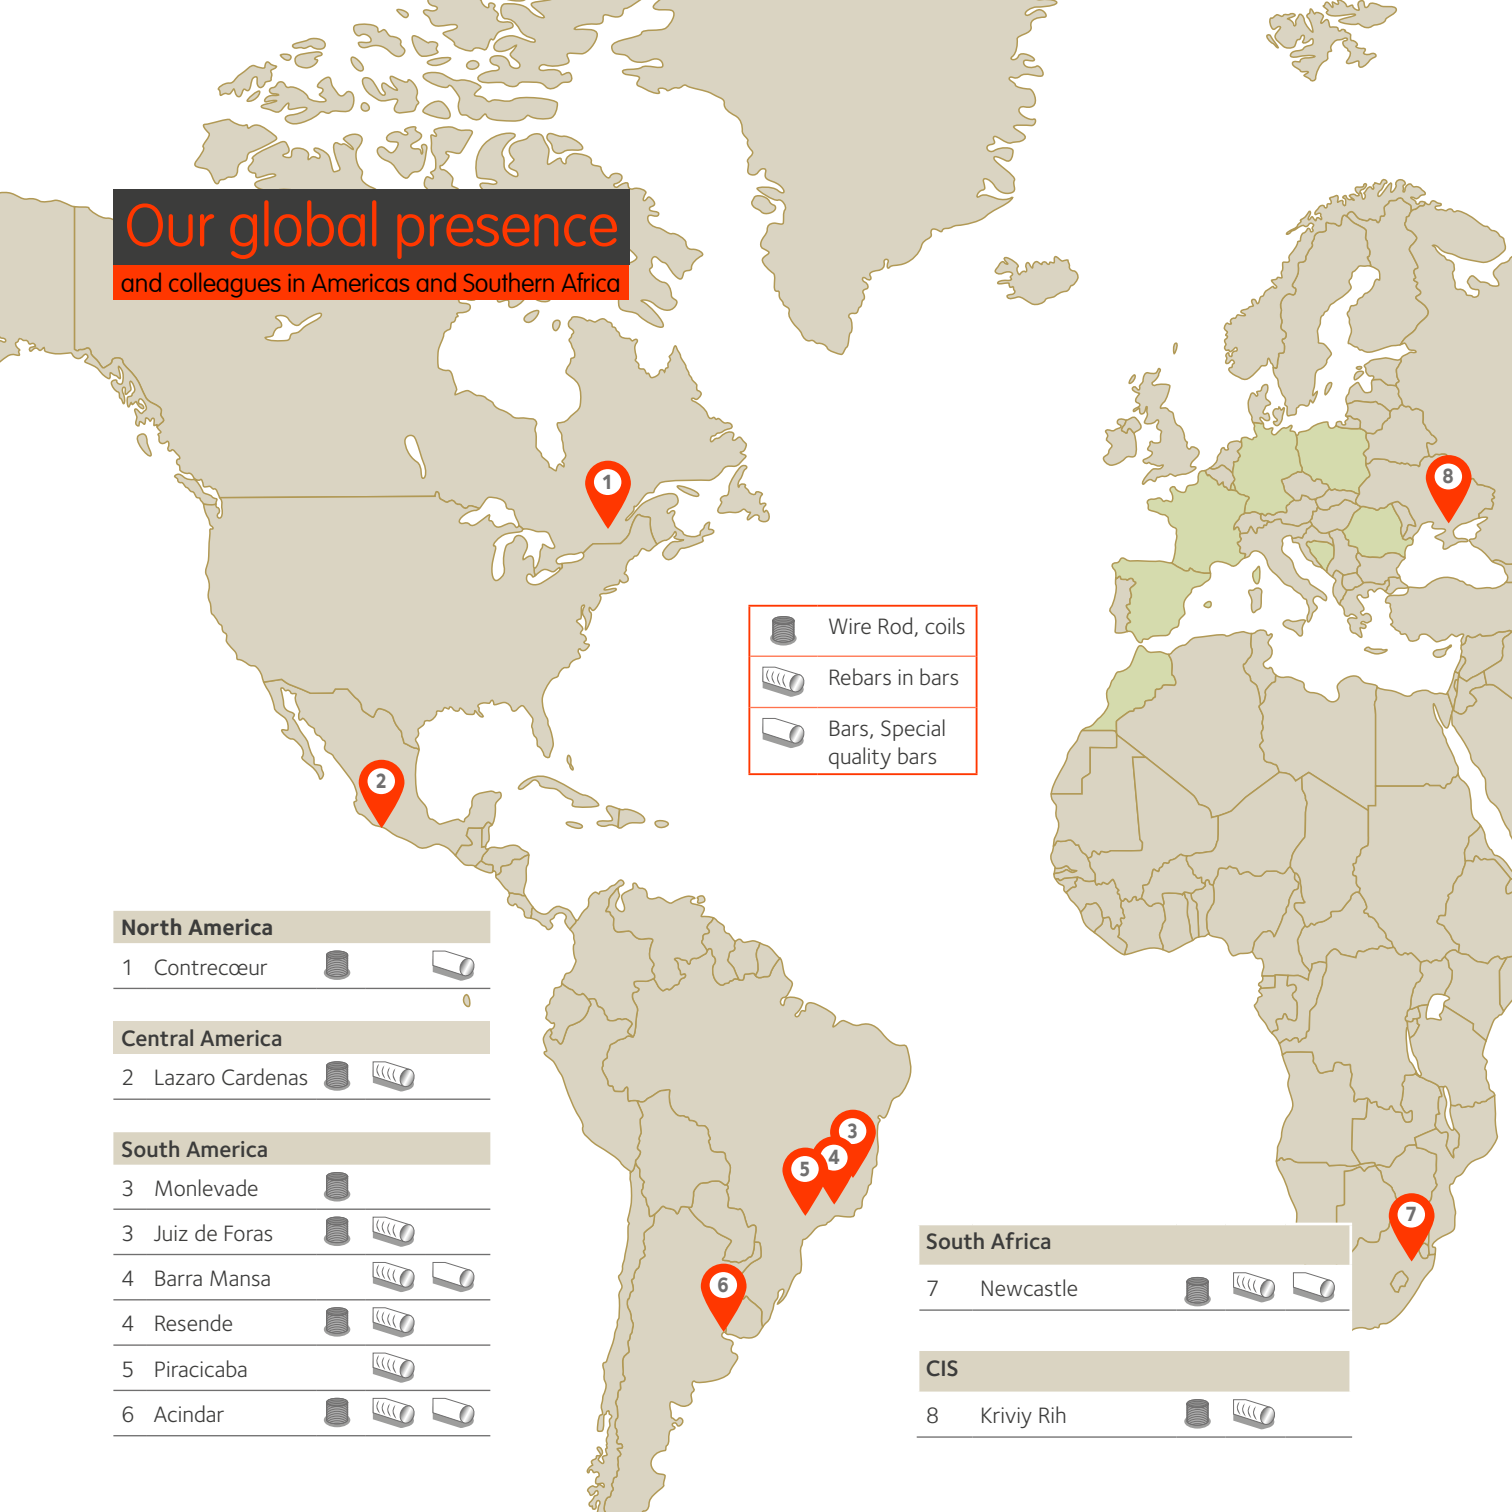 Our global presence
and colleagues in Americas and Southern Africa
1
8
Wire Rod, coils
Rebars in bars
Bars, Special
quality bars
2
North America
1 Contrecœur
Central America
2 Lazaro Cardenas
South America
3 Monlevade
3 Juiz de Foras
4 Barra Mansa
4 Resende
5 Piracicaba
6 Acindar
3
4
5
6
7
South Africa
7 Newcastle
CIS
8 Kriviy Rih